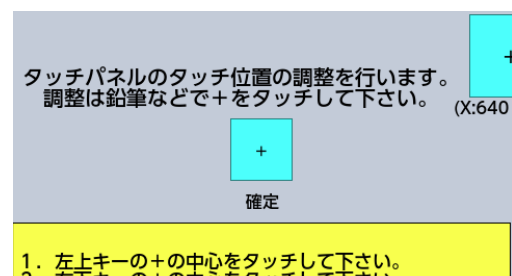 タッチパネルのタッチ位置の調整を行います。
調整は鉛筆などで＋をタッチして下さい。
(X:640
+
+
確定
1. 左上キーの＋の中心をタッチして下さい。